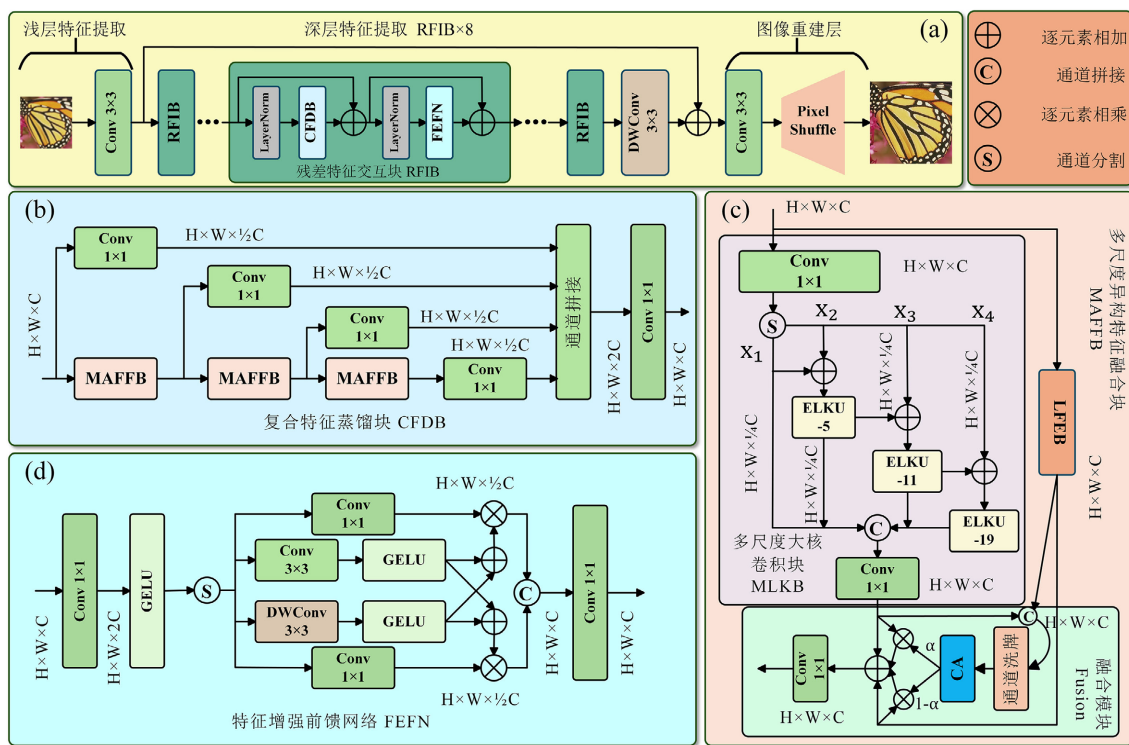 浅层特征提取
深层特征提取 RFIB×8
图像重建层
(a)
Conv 3×3
RFIB
LayerNorm
CFDB
LayerNorm
FEFN
残差特征交互块 RFIB
RFIB
DWConv
3×3
Conv 3×3
Pixel
Shuffle
逐元素相加
C
通道拼接
逐元素相乘
S
通道分割
(b)
H×W×C
Conv
1×1
H×W×½C
Conv
1×1
H×W×½C
Conv
1×1
H×W×½C
MAFFB
MAFFB
MAFFB
Conv
1×1
H×W×½C
通道拼接
H×W×2C
Conv 1×1
H×W×C
复合特征蒸馏块 CFDB
(c)
H×W×C
Conv
1×1
H×W×C
S
X1
X2
X3
X4
H×W×¼C
H×W×¼C
H×W×¼C
ELKU
-5
H×W×¼C
ELKU
-11
ELKU
-19
C
多尺度大核
卷积块
MLKB
Conv
1×1
H×W×C
多尺度异构特征融合块
MAFFB
LFEB
H×W×C
C
H×W×C
通道洗牌
CA
α
1-α
Conv
1×1
H×W×C
融合模块
Fusion
(d)
H×W×C
Conv 1×1
H×W×2C
GELU
S
Conv
1×1
H×W×½C
Conv
3×3
GELU
DWConv
3×3
GELU
Conv
1×1
H×W×½C
C
H×W×C
Conv 1×1
H×W×C
特征增强前馈网络 FEFN